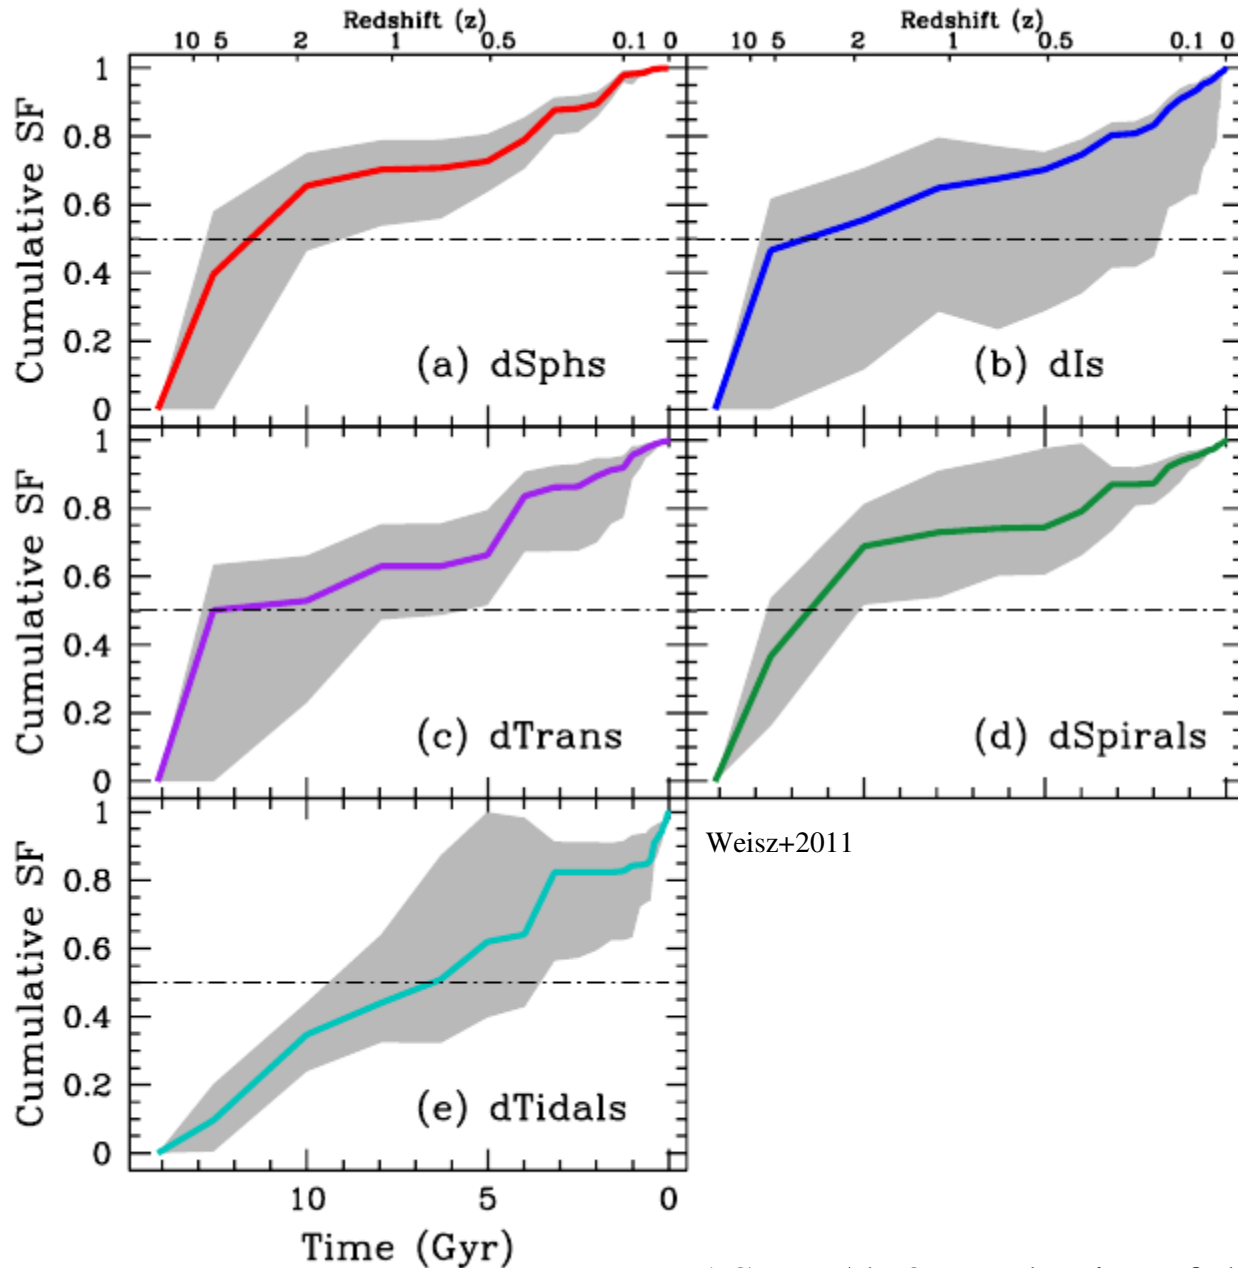 Redshift (z) Redshift (z)
10 5 2 1 0.5 0.1 0 10 5 2 1 0.5 0.1 0
Cumulative SF
1
0.8
0.6
0.4
0.2
0
(a) dSphs
(b) dIs
Cumulative SF
1
0.8
0.6
0.4
0.2
0
(c) dTrans
(d) dSpirals
Cumulative SF
1
0.8
0.6
0.4
0.2
0
Weisz+2011
(e) dTidals
10 5 0
Time (Gyr)